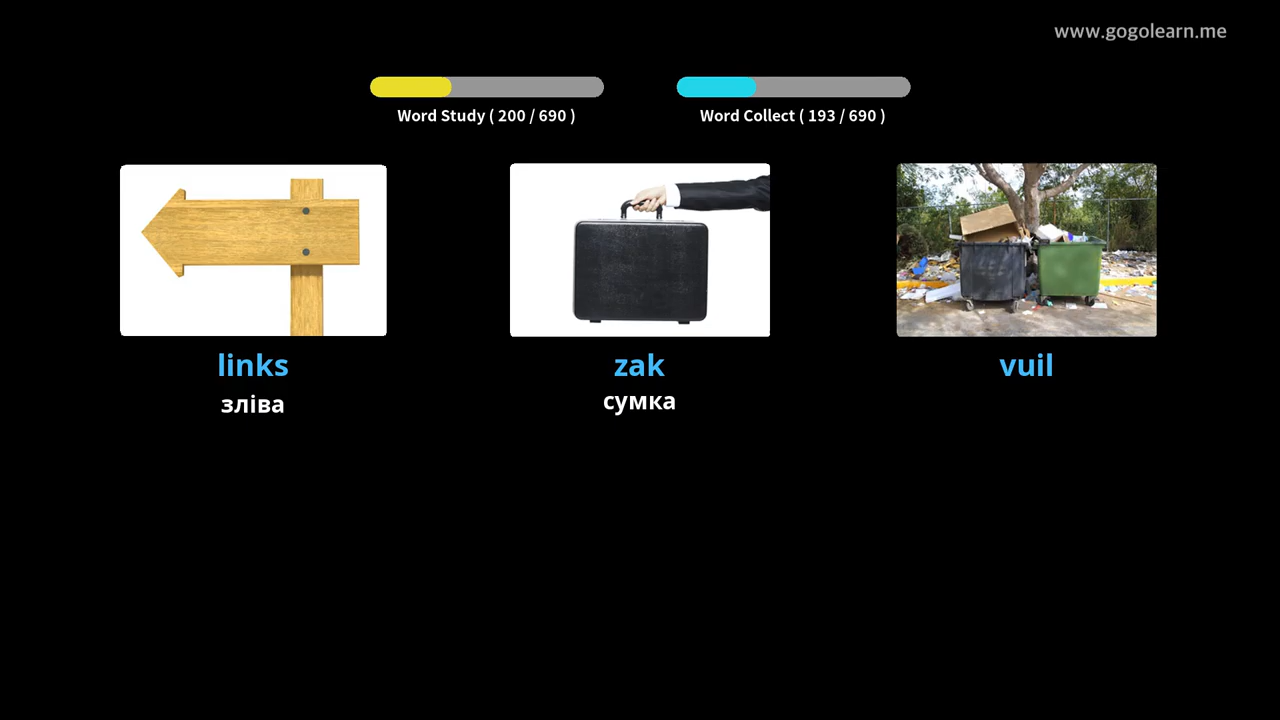 www.gogolearn.me
Word Study ( 200 / 690 )
Word Collect ( 193 / 690 )
links
zak
vuil
зліва
сумка